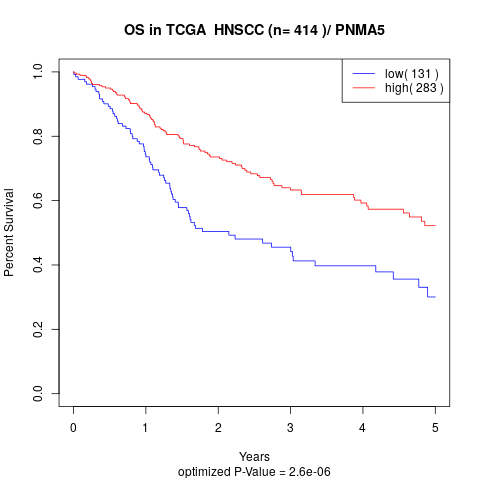 OS in TCGA HNSCC (n= 414 )/ PNMA5
low( 131 )
high( 283 )
Percent Survival
1.0
0.8
0.6
0.4
0.2
0.0
0 1 2 3 4 5
Years
optimized P-Value = 2.6e-06